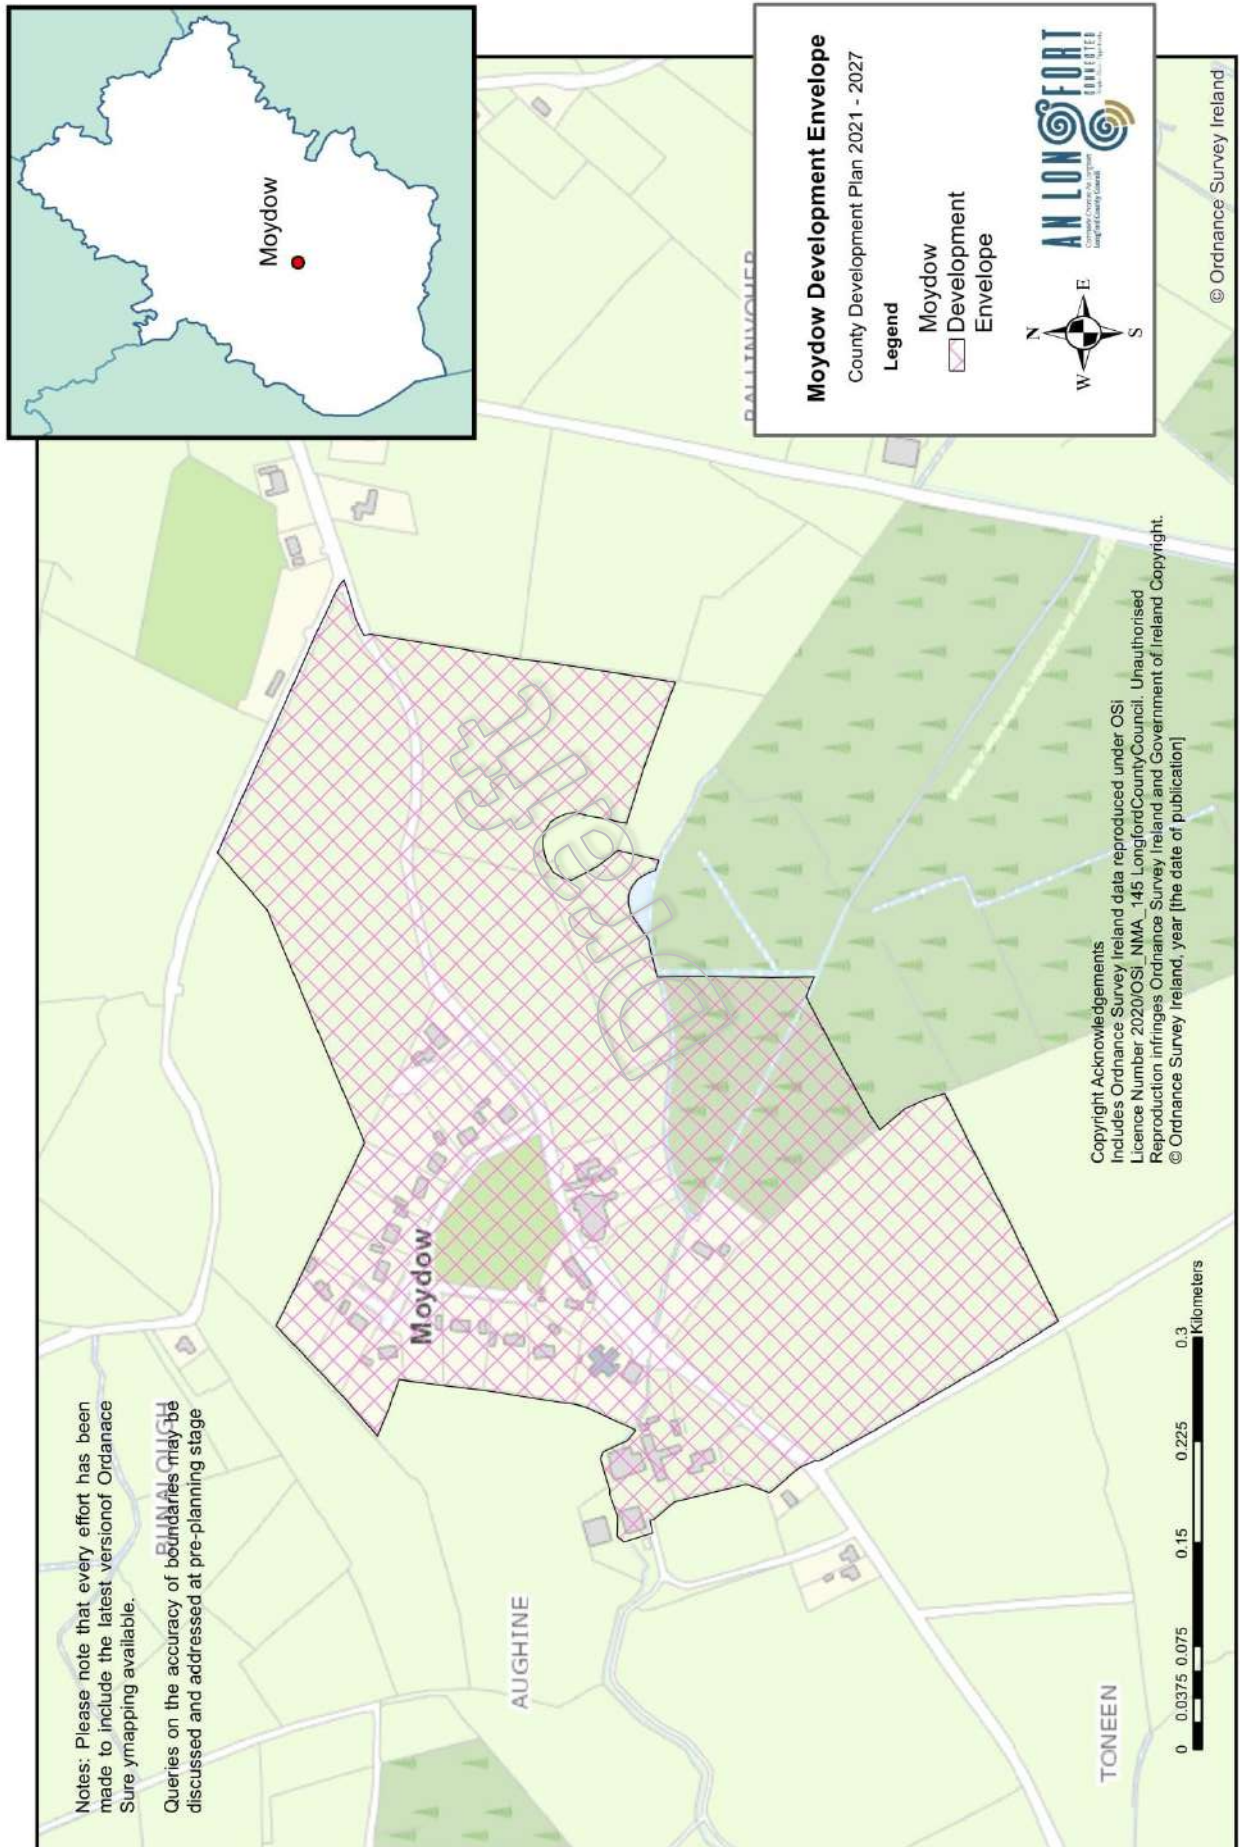 Notes: Please note that every effort has been
made to include the latest versionof Ordanace
Sure ymapping available.
Queries on the accuracy of boundaries may be
discussed and addressed at pre-planning stage
BUNALOUGH
AUGHINE
TONEEN
Moydow
Draft
Moydow
Moydow Development Envelope
County Development Plan 2021 - 2027
Legend
Moydow
Development
Envelope
N
W E
S
AN LONGFORT
CONNECTED
Longford County Council
Copyright Acknowledgements
Includes Ordnance Survey Ireland data reproduced under OSi
Licence Number 2020/OSi_NMA_145 LongfordCountyCouncil. Unauthorised
Reproduction infringes Ordnance Survey Ireland and Government of Ireland Copyright.
© Ordnance Survey Ireland, year [the date of publication]
0 0.0375 0.075 0.15 0.225 0.3
Kilometers
© Ordnance Survey Ireland